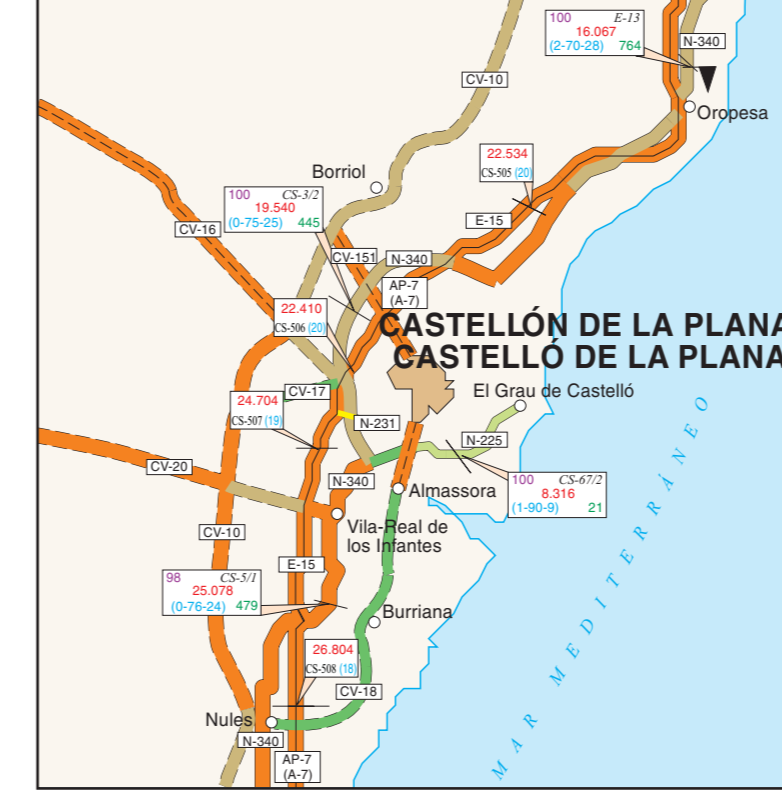 100 E-13
16.067
(2-70-28) 764
N-340
Oropesa
CV-10
22.534
CS-505 (20)
Borriol
100 CS-3/2
19.540
(0-75-25) 445
E-15
CV-16
CV-151
N-340
AP-7
(A-7)
22.410
CS-506 (20)
CASTELLÓN DE LA PLANA
CASTELLÓ DE LA PLANA
El Grau de Castelló
CV-17
24.704
CS-507 (19)
N-231
N-225
CV-20
N-340
Almassora
100 CS-67/2
8.316
(1-90-9) 21
Vila-Real de
los Infantes
CV-10
E-15
98 CS-5/1
25.078
(0-76-24) 479
Burriana
26.804
CS-508 (18)
CV-18
Nules
N-340
AP-7
(A-7)
MAR MEDITERRÁNEO